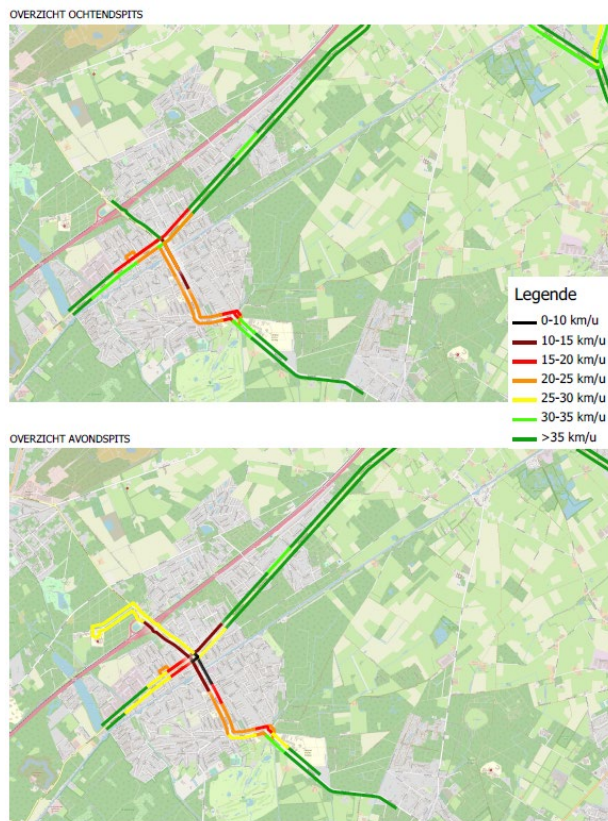 OVERZICHT OCHTENDSPITS
Legende
0-10 km/u
10-15 km/u
15-20 km/u
20-25 km/u
25-30 km/u
30-35 km/u
>35 km/u
OVERZICHT AVONDSPITS